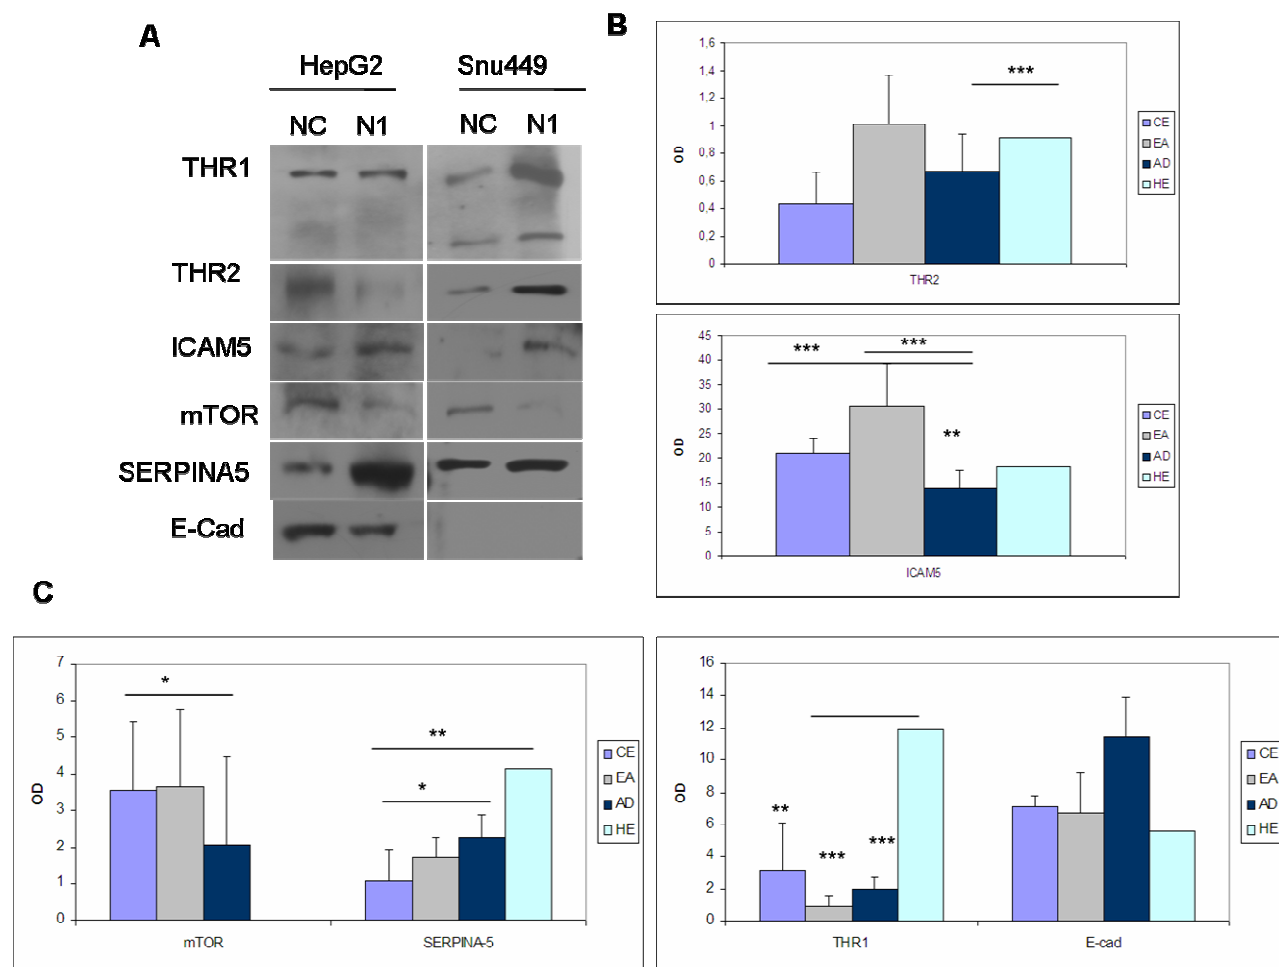 A
HepG2 Snu449
NC N1 NC N1
THR1
THR2
ICAM5
mTOR
SERPINA5
E-Cad
B
1,6
1,4
1,2
1
0,8
0,6
0,4
0,2
0
OD
***
THR2
CE
EA
AD
HE
45
40
35
30
25
20
15
10
5
0
OD
*** ***
**
ICAM5
CE
EA
AD
HE
C
7
6
5
4
3
2
1
0
OD
*
**
*
mTOR SERPINA-5
CE
EA
AD
HE
16
14
12
10
8
6
4
2
0
OD
**
***
***
THR1 E-cad
CE
EA
AD
HE